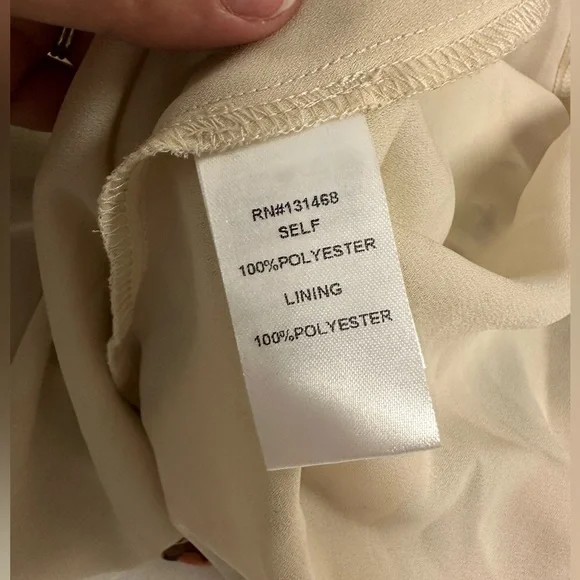 RN#131468
SELF
100%POLYESTER
LINING
100%POLYESTER